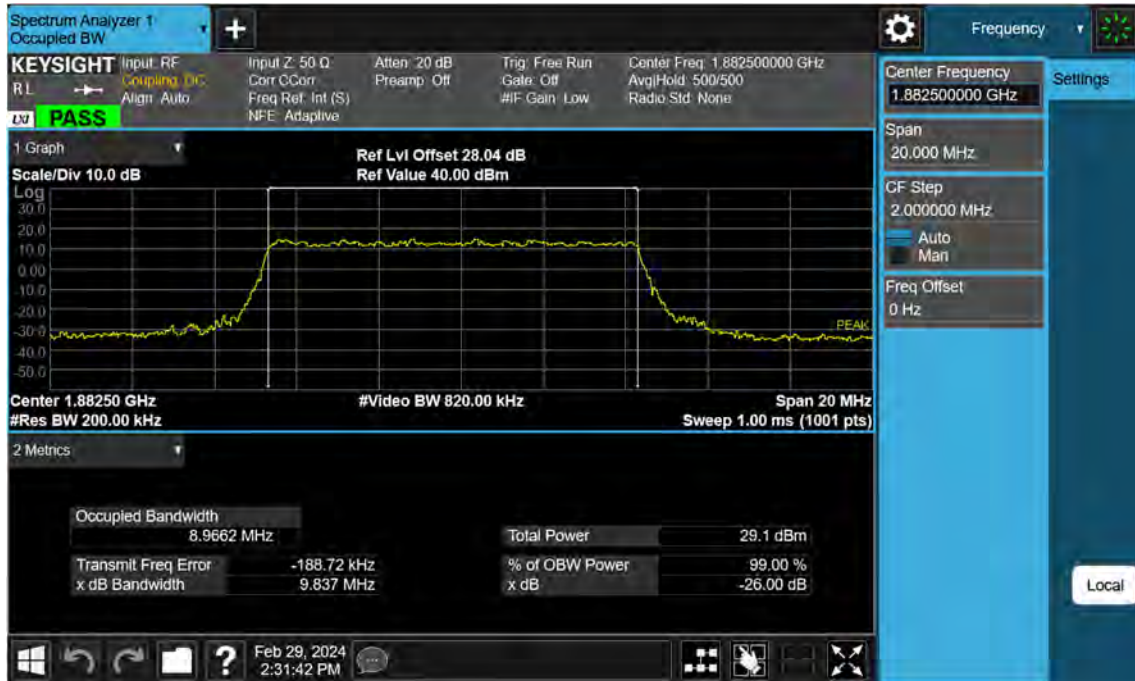 Spectrum Analyzer 1
Occupied BW
+
Frequency
KEYSIGHT
R L
LXI
PASS
Input: RF
Coupling: DC
Align: Auto
Input Z: 50 Ω
Corr CCorr
Freq Ref: Int (S)
NFE: Adaptive
Atten: 20 dB
Preamp: Off
Trig: Free Run
Gate: Off
#IF Gain: Low
Center Freq: 1.882500000 GHz
Avg|Hold: 500/500
Radio Std: None
Center Frequency
1.882500000 GHz
Settings
Span
20.000 MHz
CF Step
2.000000 MHz
Auto
Man
Freq Offset
0 Hz
1 Graph
Ref Lvl Offset 28.04 dB
Scale/Div 10.0 dB
Ref Value 40.00 dBm
Log
30.0
20.0
10.0
0.00
-10.0
-20.0
-30.0
-40.0
-50.0
PEAK
Center 1.88250 GHz
#Video BW 820.00 kHz
Span 20 MHz
#Res BW 200.00 kHz
Sweep 1.00 ms (1001 pts)
2 Metrics
Occupied Bandwidth
8.9662 MHz
Total Power 29.1 dBm
Transmit Freq Error -188.72 kHz
% of OBW Power 99.00 %
x dB Bandwidth 9.837 MHz
x dB -26.00 dB
Local
?
Feb 29, 2024
2:31:42 PM